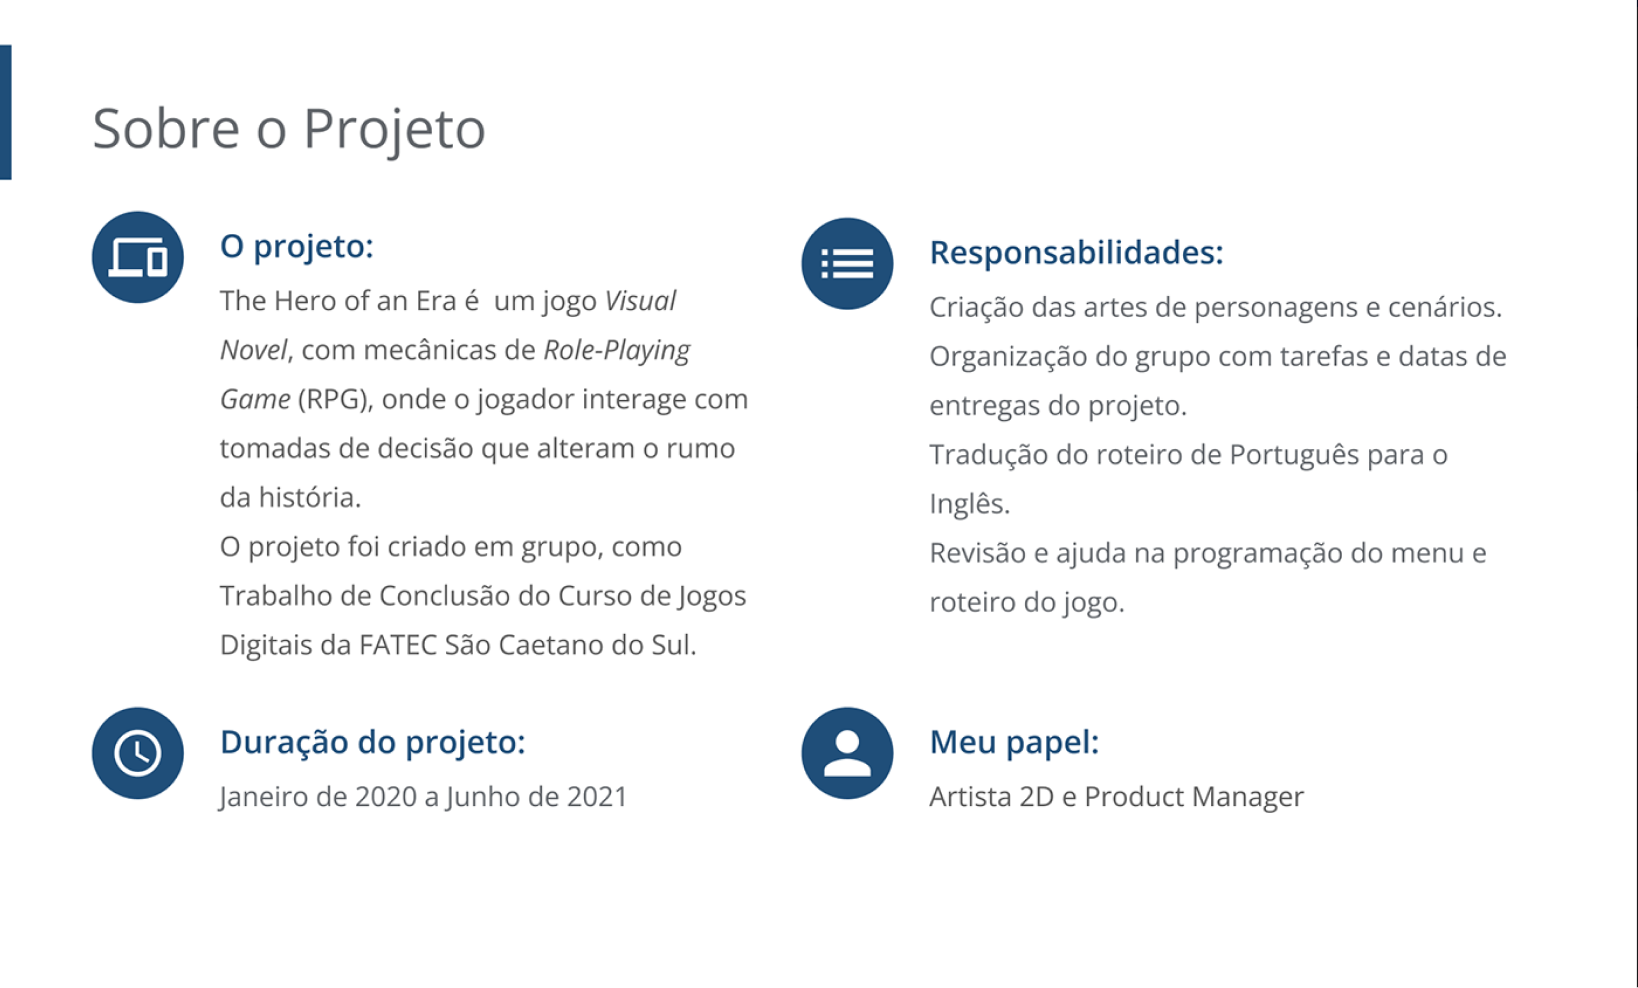 Sobre o Projeto
O projeto:
The Hero of an Era é  um jogo Visual
Novel, com mecânicas de Role-Playing
Game (RPG), onde o jogador interage com
tomadas de decisão que alteram o rumo
da história.
O projeto foi criado em grupo, como
Trabalho de Conclusão do Curso de Jogos
Digitais da FATEC São Caetano do Sul.
Responsabilidades:
Criação das artes de personagens e cenários.
Organização do grupo com tarefas e datas de
entregas do projeto.
Tradução do roteiro de Português para o
Inglês.
Revisão e ajuda na programação do menu e
roteiro do jogo.
Duração do projeto:
Janeiro de 2020 a Junho de 2021
Meu papel:
Artista 2D e Product Manager